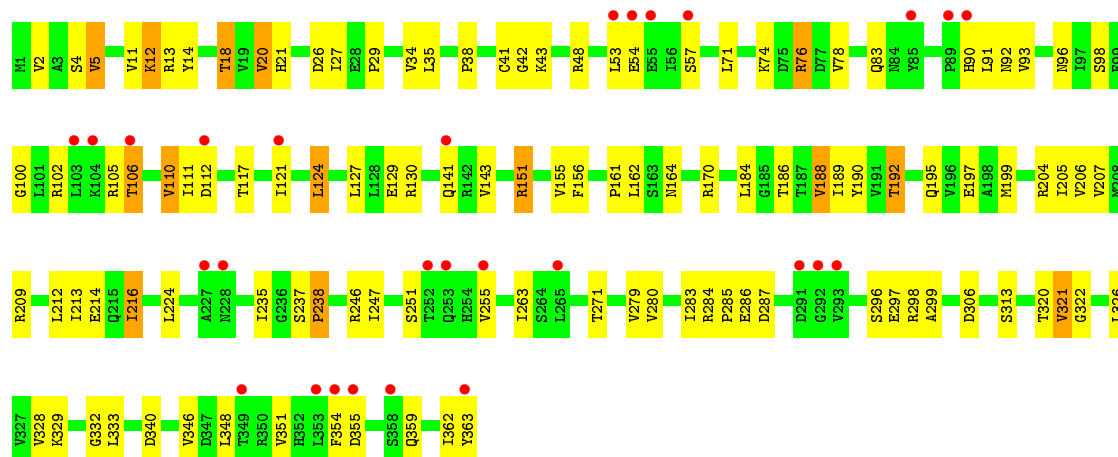 M1 V2 A3 S4 V5 V11 K12 R13 Y14 T18 V19 V20 H21 D26 I27 E28 P29 V34 L35 P38 C41 G42 K43 R48 L53 E54 E55 I56 S57 L71 K74 D75 R76 D77 V78 Q83 N84 Y85 P89 H90 L91 N92 V93 N96 I97 S98 E99
G100 L101 R102 L103 K104 R105 T106 V110 I111 D112 T117 I121 L124 L127 L128 E129 R130 Q141 R142 V143 R151 V155 F156 P161 L162 S163 N164 R170 L184 G185 T186 T187 V188 I189 Y190 V191 T192 Q195 V196 E197 A198 M199 R204 I205 V206 V207 M208
R209 L212 I213 E214 Q215 I216 L224 A227 N228 I235 G236 S237 P238 R246 I247 S251 T252 Q253 H254 V255 I263 S264 L265 T271 V279 V280 I283 R284 P285 E286 D287 D291 G292 V293 S296 E297 R298 A299 D306 S313 T320 V321 G322 L326
V327 V328 K329 G332 L333 D340 V346 D347 L348 T349 R350 V351 H352 L353 F354 D355 S358 Q359 I362 Y363